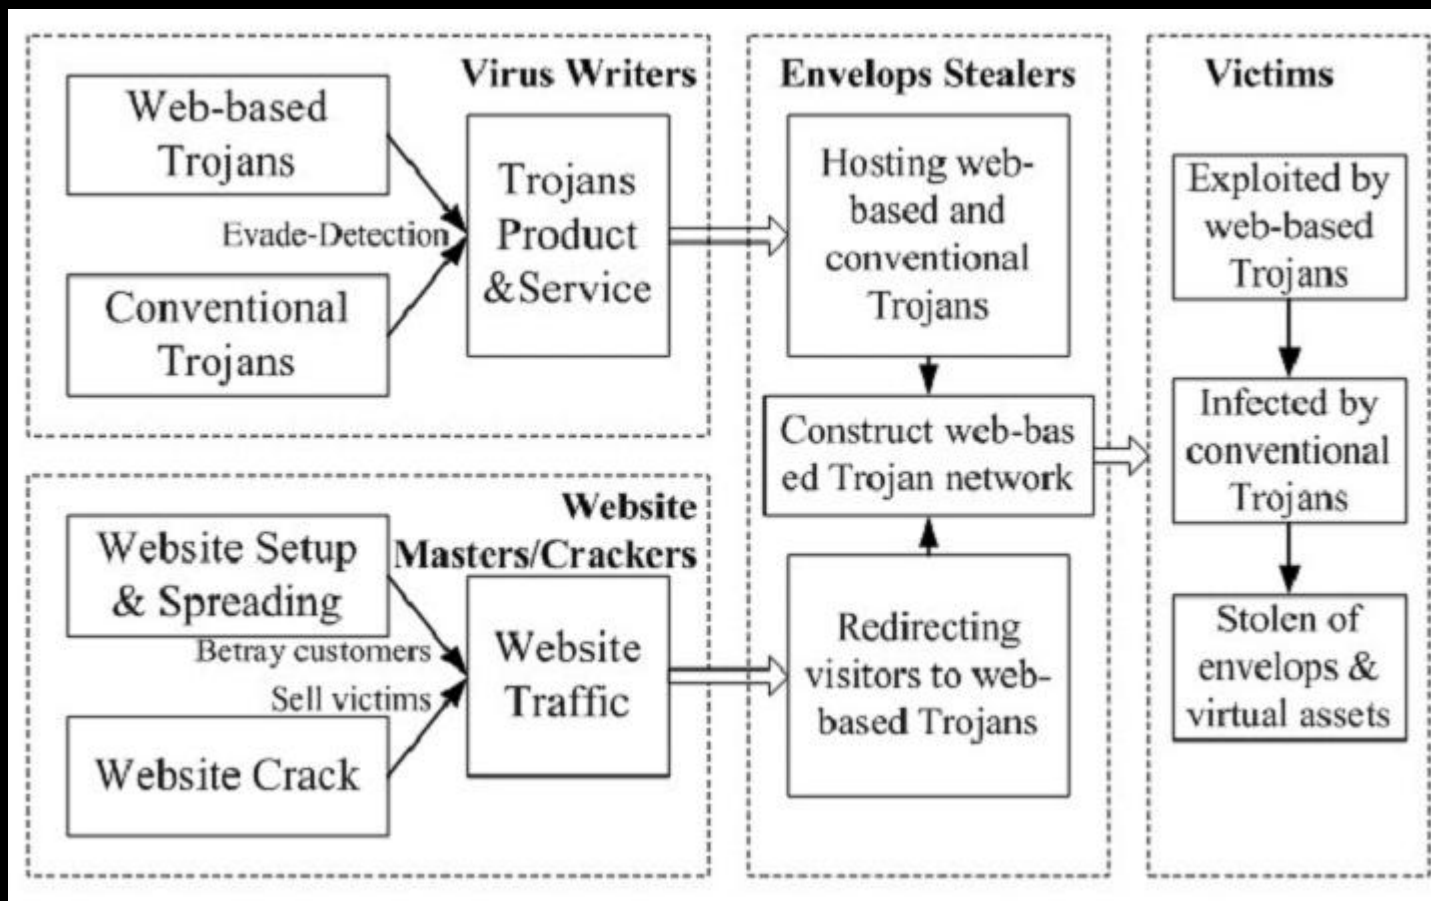 Virus Writers
Web-based
Trojans
Evade-Detection
Conventional
Trojans
Trojans
Product
&Service
Website
Masters/Crackers
Website Setup
& Spreading
Betray customers
Sell victims
Website Crack
Website
Traffic
Envelops Stealers
Hosting web-
based and
conventional
Trojans
Construct web-bas
ed Trojan network
Redirecting
visitors to web-
based Trojans
Victims
Exploited by
web-based
Trojans
Infected by
conventional
Trojans
Stolen of
envelops &
virtual assets